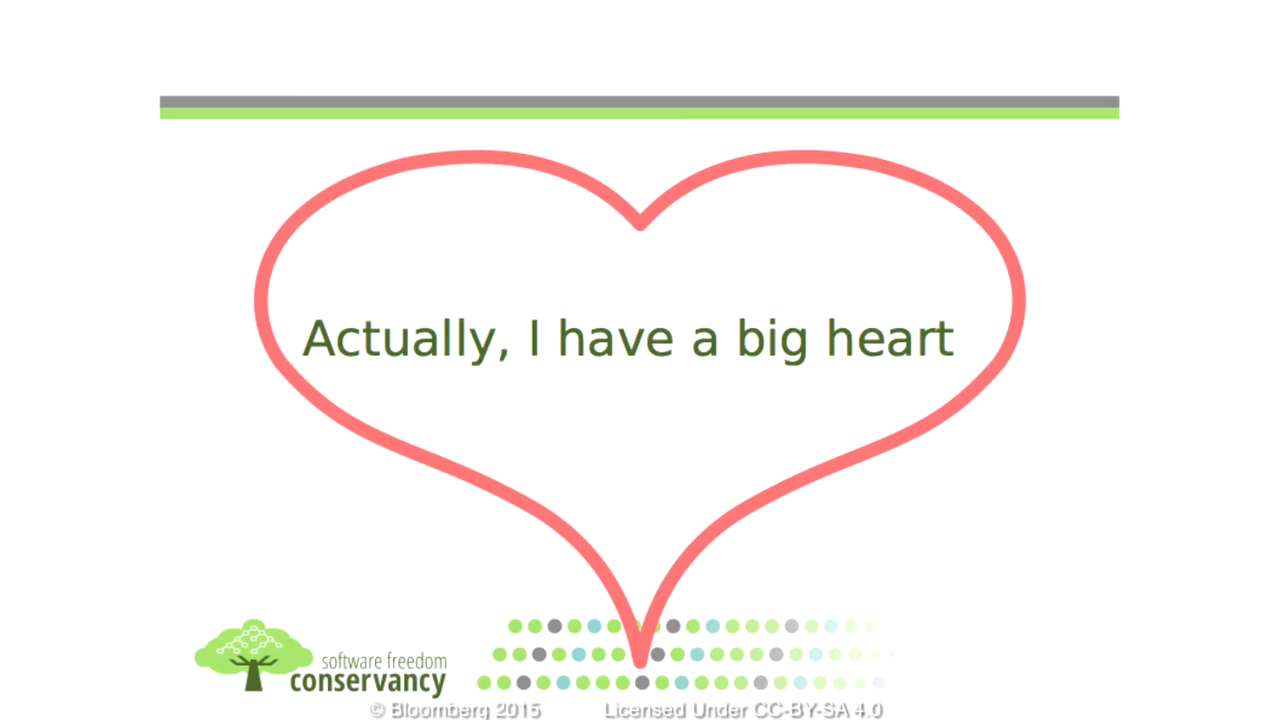 Actually, I have a big heart
software freedom
conservancy
© Bloomberg 2015 Licensed Under CC-BY-SA 4.0